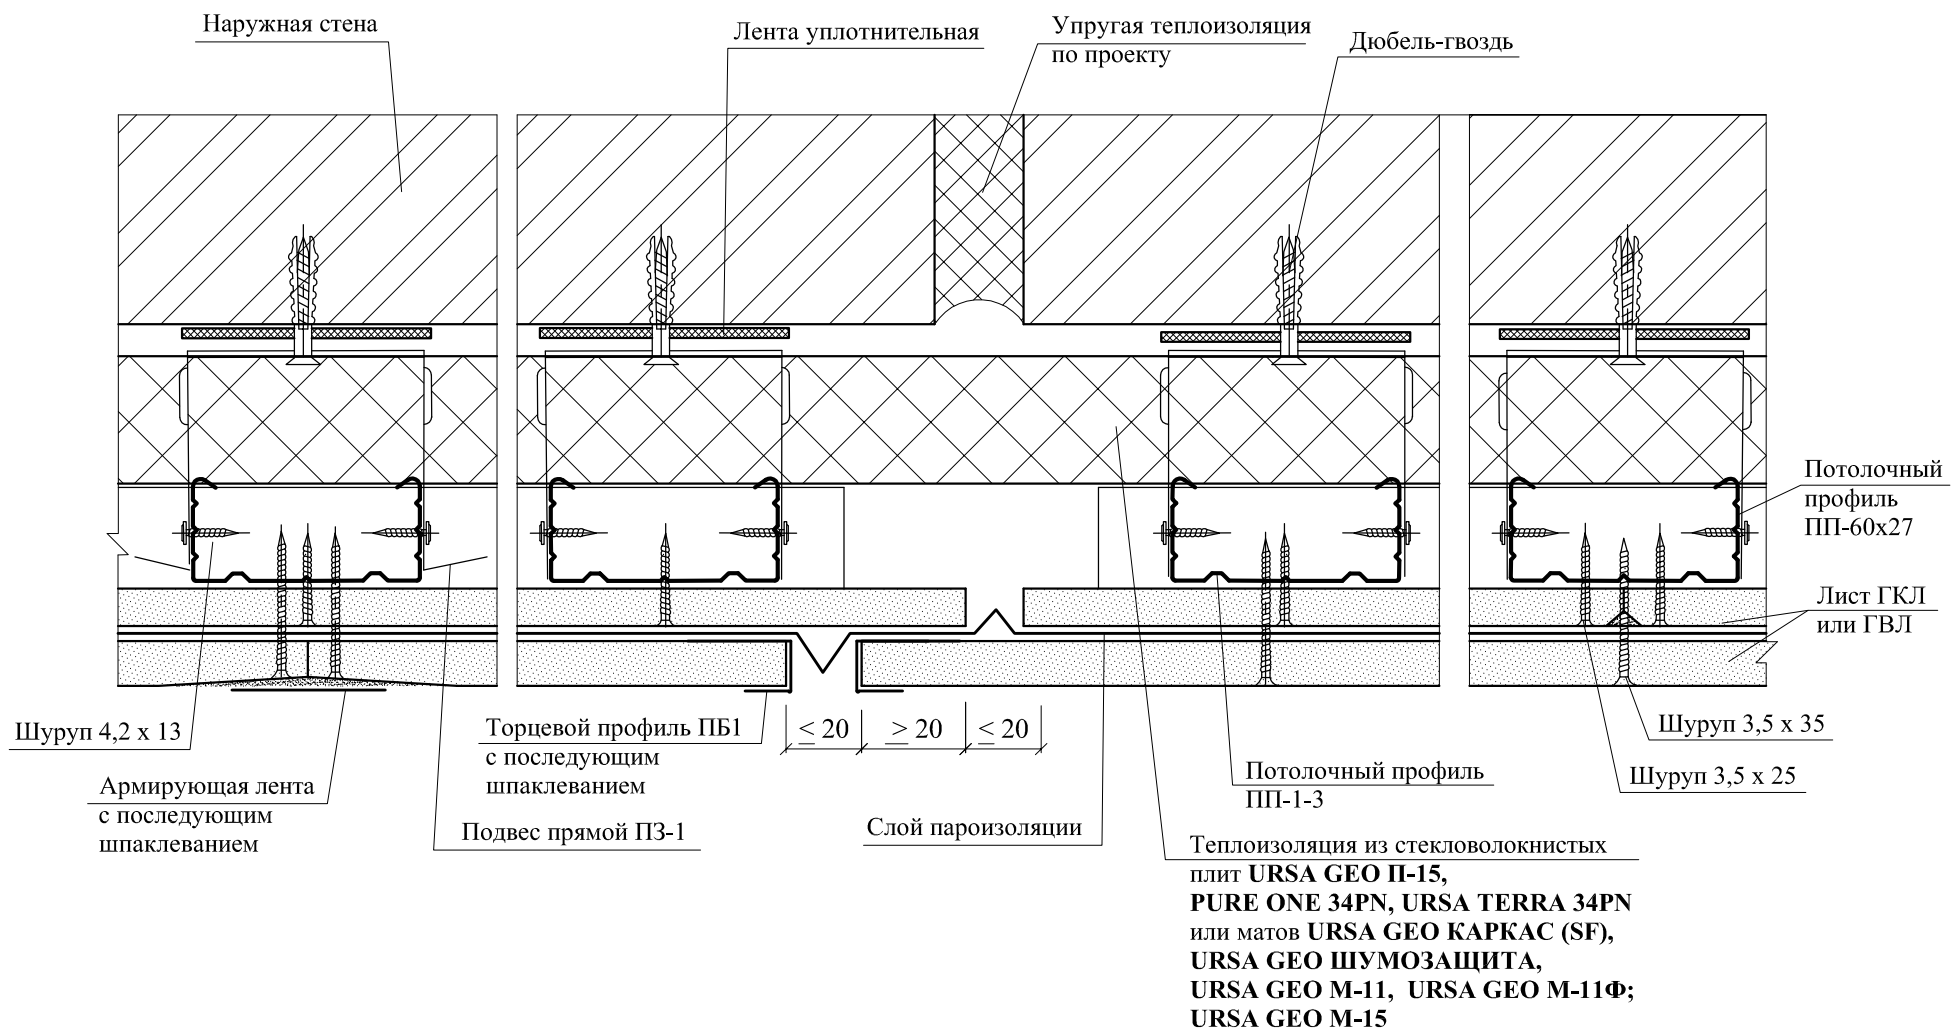 Наружная стена
Лента уплотнительная
Упругая теплоизоляция
по проекту
Дюбель-гвоздь
Потолочный
профиль
ПП-60х27
Лист ГКЛ
или ГВЛ
Шуруп 4,2 х 13
Армирующая лента
с последующим
шпаклеванием
Торцевой профиль ПБ1
с последующим
шпаклеванием
Подвес прямой ПЗ-1
≤ 20
≥ 20
≤ 20
Слой пароизоляции
Потолочный профиль
ПП-1-3
Шуруп 3,5 х 35
Шуруп 3,5 х 25
Теплоизоляция из стекловолокнистых
плит URSA GEO П-15,
PURE ONE 34PN, URSA TERRA 34PN
или матов URSA GEO КАРКАС (SF),
URSA GEO ШУМОЗАЩИТА,
URSA GEO М-11, URSA GEO М-11Ф;
URSA GEO М-15